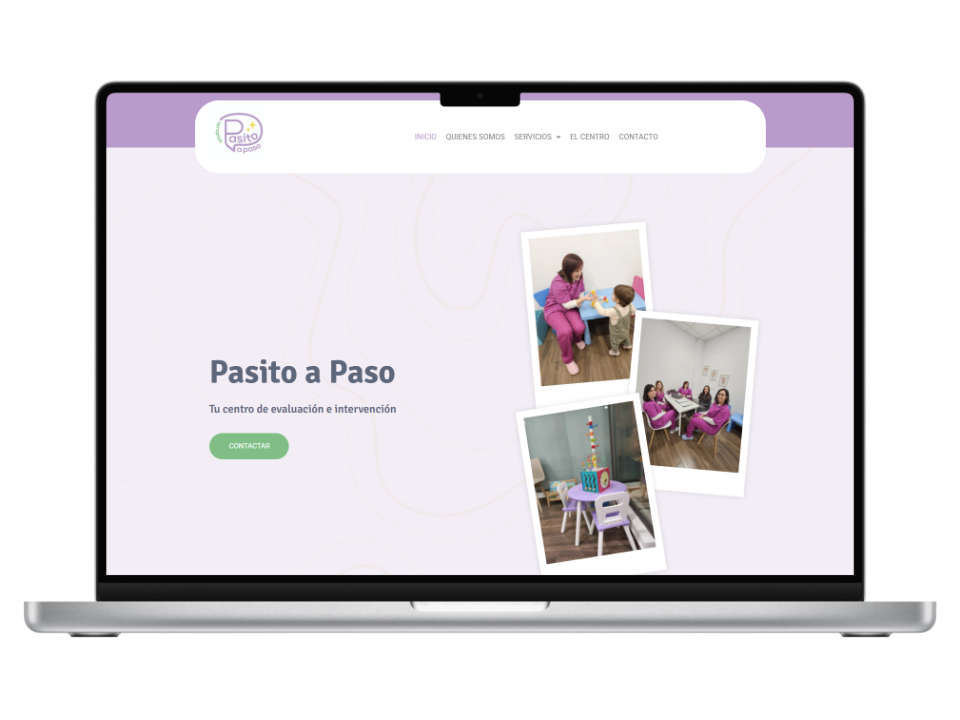 Pasito
a paso
INICIO QUIENES SOMOS SERVICIOS EL CENTRO CONTACTO
Pasito a Paso
Tu centro de evaluación e intervención
CONTACTAR